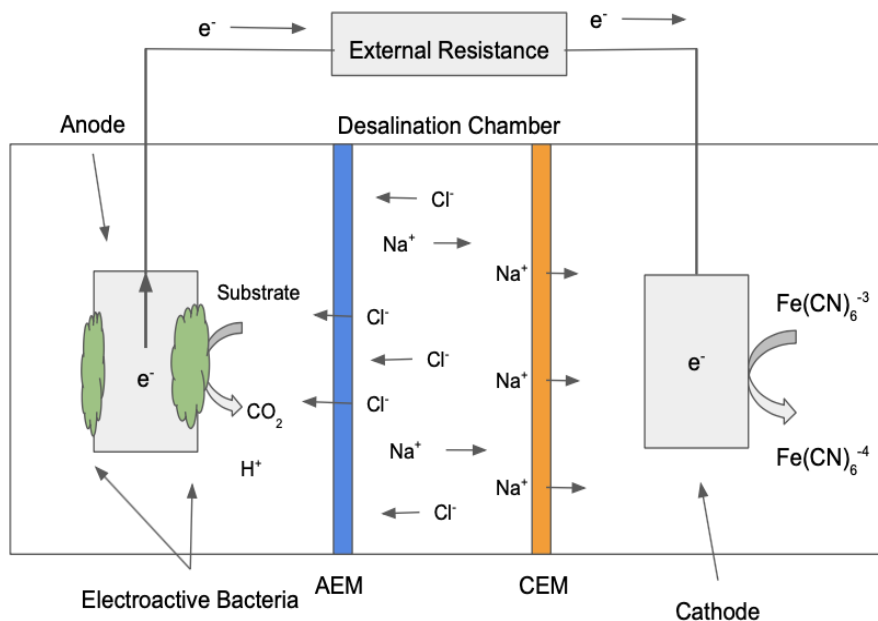 e⁻
e⁻
External Resistance
Anode
Desalination Chamber
Cl⁻
Na⁺
Na⁺
Substrate
Fe(CN)₆⁻³
Cl⁻
Cl⁻
e⁻
e⁻
Na⁺
CO₂
Cl⁻
Na⁺
Fe(CN)₆⁻⁴
H⁺
Na⁺
Cl⁻
Electroactive Bacteria
AEM
CEM
Cathode